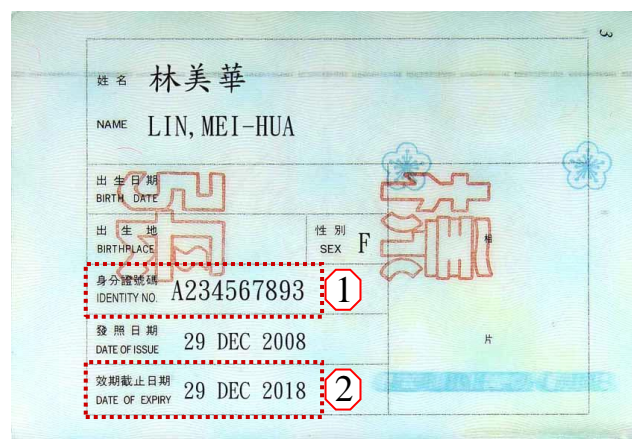 3
姓名 林美華
NAME LIN, MEI-HUA
出生日期
BIRTH DATE
出生地
BIRTHPLACE
性別
SEX F
身分證號碼
IDENTITY NO. A234567893
1
發照日期
DATE OF ISSUE 29 DEC 2008
相
片
效期截止日期
DATE OF EXPIRY 29 DEC 2018
2